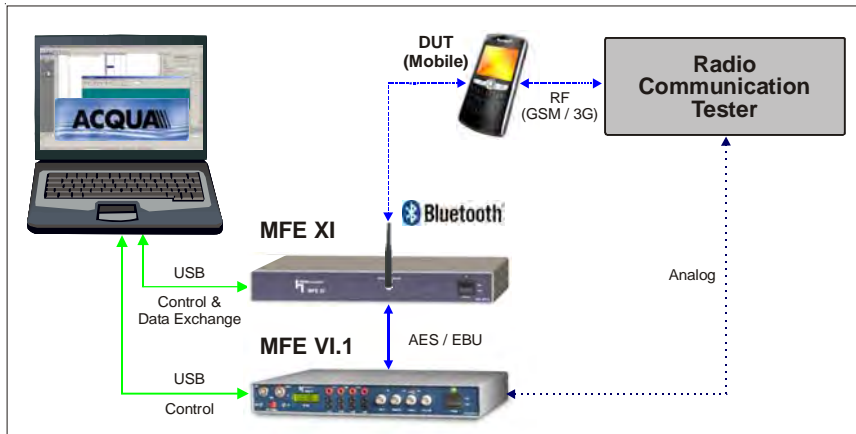 ACQUA
DUT
(Mobile)
RF
(GSM / 3G)
Radio
Communication
Tester
Bluetooth
MFE XI
USB
Control &
Data Exchange
AES / EBU
Analog
MFE VI.1
USB
Control